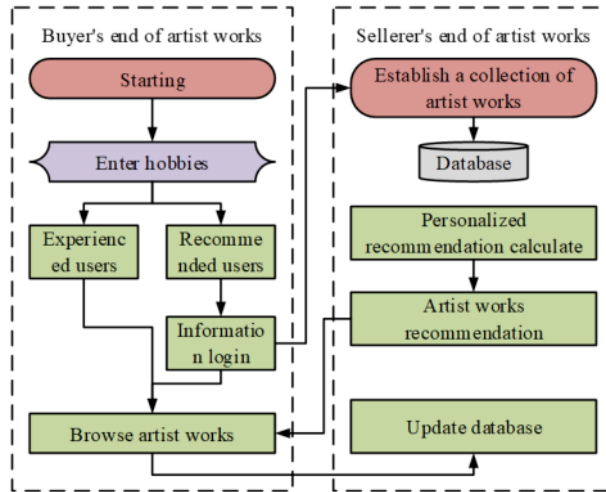 Buyer's end of artist works
Starting
Enter hobbies
Experienc
ed users
Recomme
nded users
Informatio
n login
Browse artist works
Sellerer's end of artist works
Establish a collection of
artist works
Database
Personalized
recommendation calculate
Artist works
recommendation
Update database